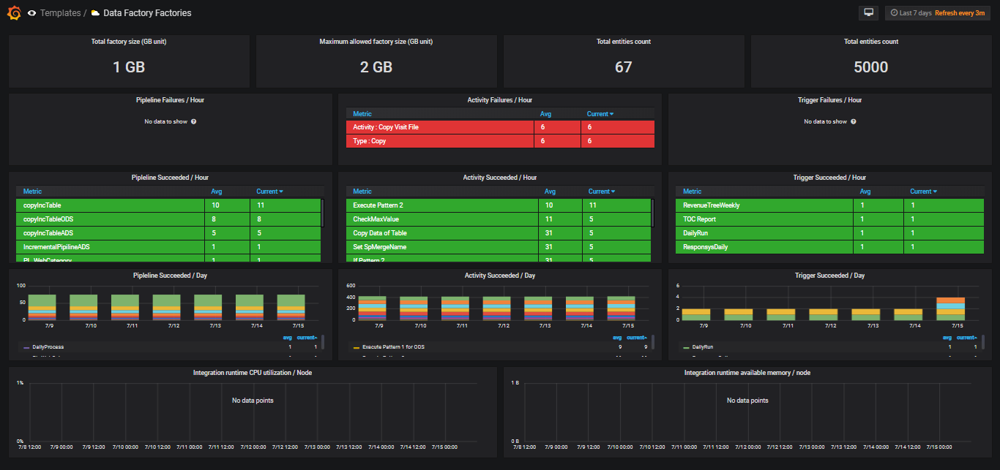 Templates / Data Factory Factories
Last 7 days Refresh every 3m
Total factory size (GB unit)
1 GB
Maximum allowed factory size (GB unit)
2 GB
Total entities count
67
Total entities count
5000
Pipleline Failures / Hour
No data to show
Activity Failures / Hour
Metric Avg Current
Activity : Copy Visit File 6 6
Type : Copy 6 6
Trigger Failures / Hour
No data to show
Pipleline Succeeded / Hour
Metric Avg Current
copyIncTable 10 11
copyIncTableODS 8 8
copyIncTableADS 5 5
IncrementalPipilineADS 1 1
PL_WebCategory 1 1
Activity Succeeded / Hour
Metric Avg Current
Execute Pattern 2 10 11
CheckMaxValue 11 5
Copy Data of Table 31 5
Set SpMergeName 31 5
If Pattern 2 31 5
Trigger Succeeded / Hour
Metric Avg Current
RevenueTreeWeekly 1 1
TOC Report 1 1
DailyRun 1 1
ResponsysDaily 1 1
Pipleline Succeeded / Day
100
50
0
7/9 7/10 7/11 7/12 7/13 7/14 7/15
avg current
DailyProcess 1 1
Activity Succeeded / Day
600
400
200
0
7/9 7/10 7/11 7/12 7/13 7/14 7/15
avg current
Execute Pattern 1 for ODS 9 9
Trigger Succeeded / Day
6
4
2
0
7/9 7/10 7/11 7/12 7/13 7/14 7/15
avg current
DailyRun 1 1
Integration runtime CPU utilization / Node
1%
No data points
0%
7/8 12:00 7/9 00:00 7/9 12:00 7/10 00:00 7/10 12:00 7/11 00:00 7/11 12:00 7/12 00:00 7/12 12:00 7/13 00:00 7/13 12:00 7/14 00:00 7/14 12:00 7/15 00:00
Integration runtime available memory / node
1 B
No data points
0 B
7/8 12:00 7/9 00:00 7/9 12:00 7/10 00:00 7/10 12:00 7/11 00:00 7/11 12:00 7/12 00:00 7/12 12:00 7/13 00:00 7/13 12:00 7/14 00:00 7/14 12:00 7/15 00:00